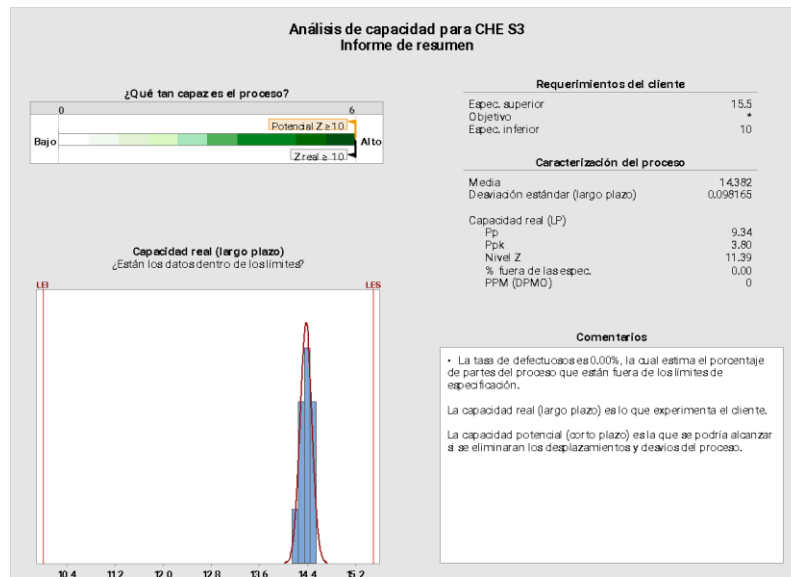 Análisis de capacidad para CHE S3
Informe de resumen
¿Qué tan capaz es el proceso?
0 6
Potencial Z ≥ 10
Bajo Alto
Z real ≥ 10
Requerimientos del cliente
Espec. superior 15.5
Objetivo *
Espec. inferior 10
Caracterización del proceso
Media 14.382
Desviación estándar (largo plazo) 0.098165
Capacidad real (LP)
Pp 9.34
Ppk 3.80
Nivel Z 11.39
% fuera de las espec. 0.00
PPM (DPMO) 0
Capacidad real (largo plazo)
¿Están los datos dentro de los límites?
LEI LES
10.4 11.2 12.0 12.8 13.6 14.4 15.2
Comentarios
• La tasa de defectuosos es 0.00%, la cual estima el porcentaje
de partes del proceso que están fuera de los límites de
especificación.
La capacidad real (largo plazo) es lo que experimenta el cliente.
La capacidad potencial (corto plazo) es la que se podría alcanzar
si se eliminaran los desplazamientos y desvíos del proceso.